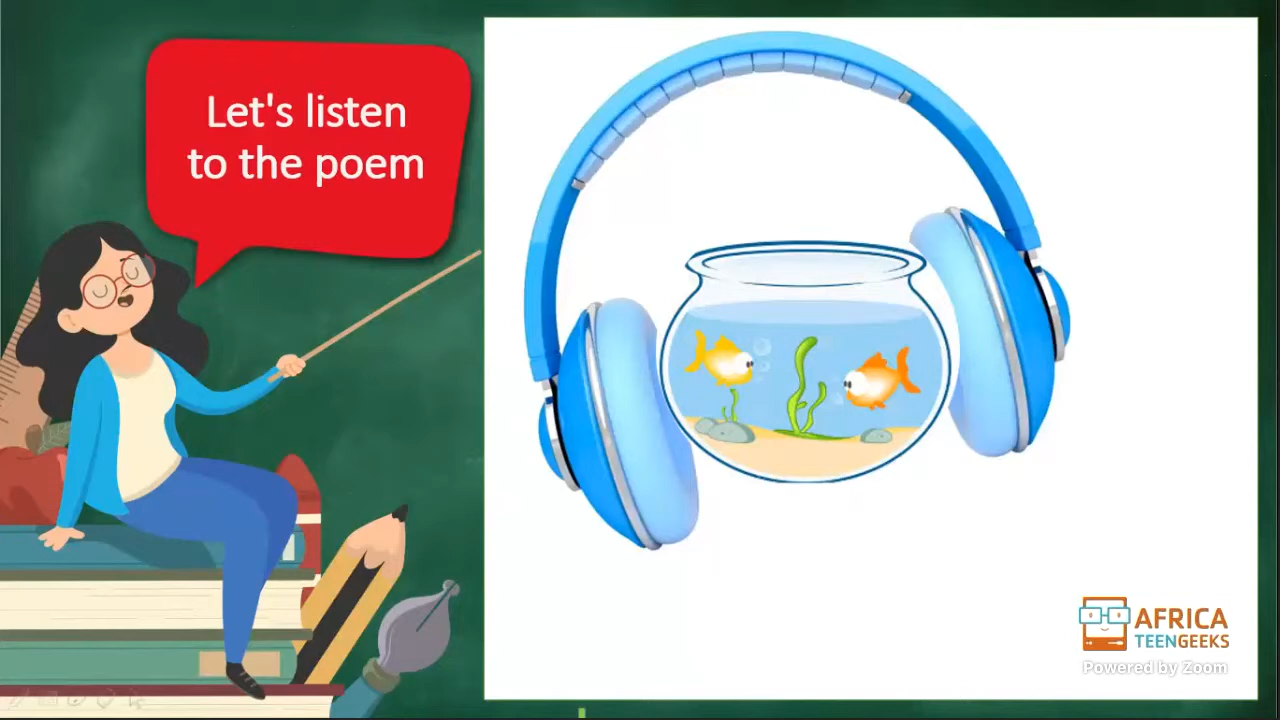 Let's listen
to the poem
AFRICA
TEENGEEKS
Powered by Zoom